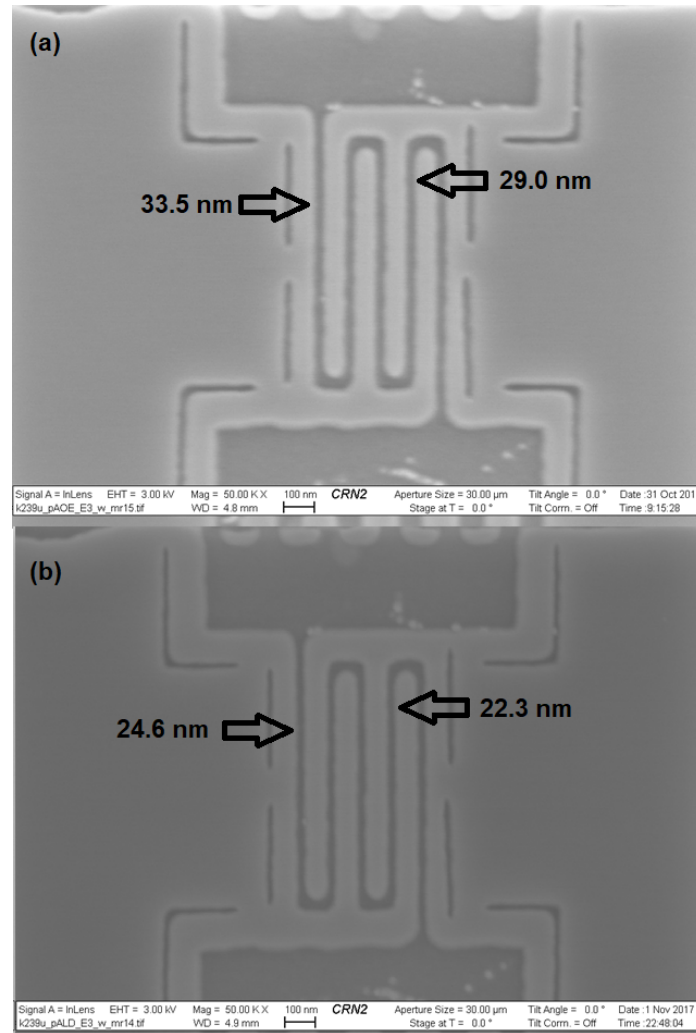 (a)
33.5 nm
29.0 nm
Signal A = InLens EHT = 3.00 kV Mag = 50.00 K X 100 nm CRN2 Aperture Size = 30.00 µm Tilt Angle = 0.0 ° Date :31 Oct 201
k239u_pAOE_E3_w_mr15.tif WD = 4.8 mm Stage at T = 0.0 ° Tilt Corrn. = Off Time :9:15:28
(b)
24.6 nm
22.3 nm
Signal A = InLens EHT = 3.00 kV Mag = 50.00 K X 100 nm CRN2 Aperture Size = 30.00 µm Tilt Angle = 0.0 ° Date :1 Nov 2017
k239u_pALD_E3_w_mr14.tif WD = 4.9 mm Stage at T = 0.0 ° Tilt Corrn. = Off Time :22:48:04